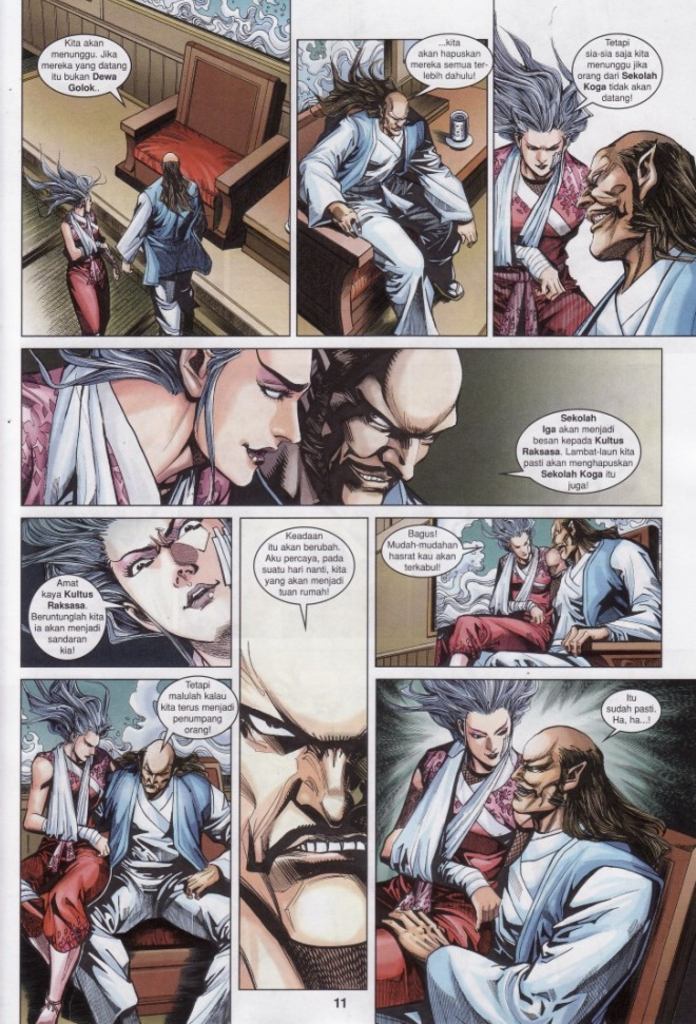 Kita akan
menunggu. Jika
mereka yang datang
itu bukan Dewa
Golok..
...kita
akan hapuskan
mereka semua ter-
lebih dahulu!
Tetapi
sia-sia saja kita
menunggu jika
orang dari Sekolah
Koga tidak akan
datang!
Sekolah
Iga akan menjadi
besan kepada Kultus
Raksasa. Lambat-laun kita
pasti akan menghapuskan
Sekolah Koga itu
juga!
Amat
kaya Kultus
Raksasa.
Beruntunglah kita
ia akan menjadi
sandaran
kia!
Keadaan
itu akan berubah.
Aku percaya, pada
suatu hari nanti, kita
yang akan menjadi
tuan rumah!
Bagus!
Mudah-mudahan
hasrat kau akan
terkabul!
Tetapi
malulah kalau
kita terus menjadi
penumpang
orang!
Itu
sudah pasti.
Ha, ha...!
11